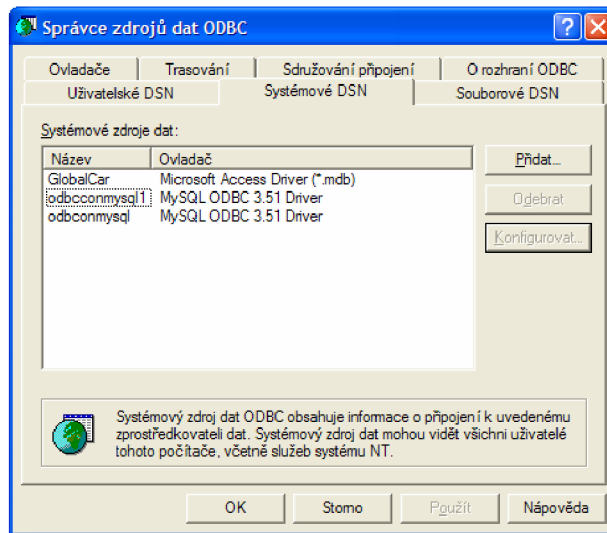 Správce zdrojů dat ODBC
Ovladače Trasování Sdružování připojení O rozhraní ODBC
Uživatelské DSN Systémové DSN Souborové DSN
Systémové zdroje dat:
Název Ovladač
GlobalCar Microsoft Access Driver (*.mdb)
odbcconmysql1 MySQL ODBC 3.51 Driver
odbconmysql MySQL ODBC 3.51 Driver
Přidat...
Odebrat
Konfigurovat...
Systémový zdroj dat ODBC obsahuje informace o připojení k uvedenému
zprostředkovateli dat. Systémový zdroj dat mohou vidět všichni uživatelé
tohoto počítače, včetně služeb systému NT.
OK Storno Použít Nápověda